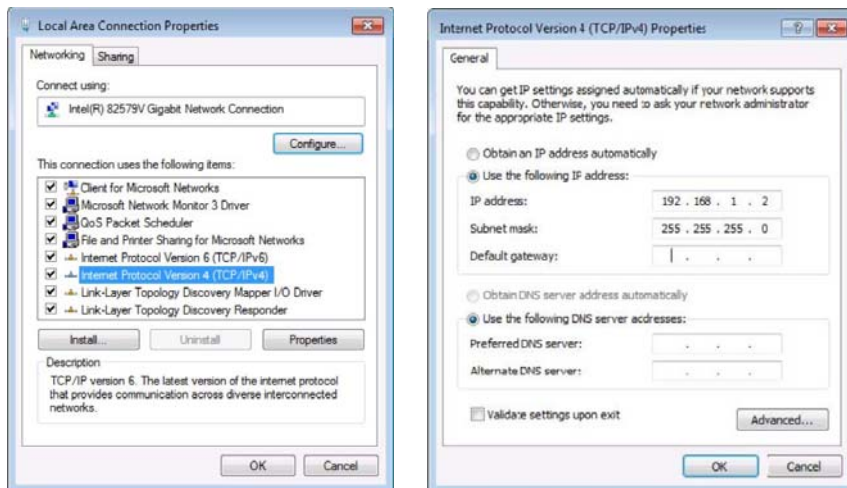 Local Area Connection Properties
Networking
Sharing
Connect using:
Intel(R) 82579V Gigabit Network Connection
Configure...
This connection uses the following items:
Client for Microsoft Networks
Microsoft Network Monitor 3 Driver
QoS Packet Scheduler
File and Printer Sharing for Microsoft Networks
Internet Protocol Version 6 (TCP/IPv6)
Internet Protocol Version 4 (TCP/IPv4)
Link-Layer Topology Discovery Mapper I/O Driver
Link-Layer Topology Discovery Responder
Install...
Uninstall
Properties
Description
TCP/IP version 6. The latest version of the internet protocol
that provides communication across diverse interconnected
networks.
OK
Cancel
Internet Protocol Version 4 (TCP/IPv4) Properties
General
You can get IP settings assigned automatically if your network supports
this capability. Otherwise, you need to ask your network administrator
for the appropriate IP settings.
Obtain an IP address automatically
Use the following IP address:
IP address: 192 . 168 . 1 . 2
Subnet mask: 255 . 255 . 255 . 0
Default gateway: . . .
Obtain DNS server address automatically
Use the following DNS server addresses:
Preferred DNS server: . . .
Alternate DNS server: . . .
Validate settings upon exit
Advanced...
OK
Cancel